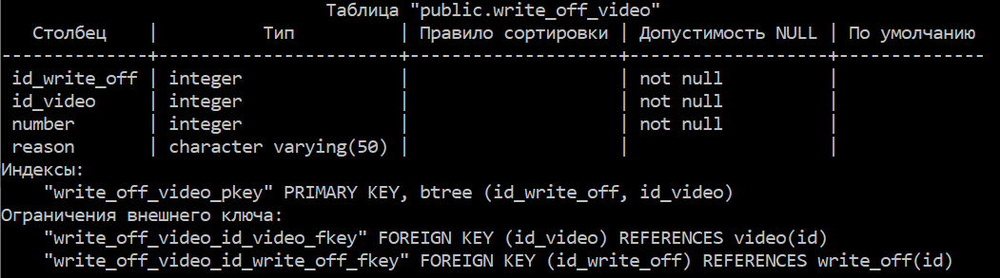 Таблица "public.write_off_video"
Столбец | Тип | Правило сортировки | Допустимость NULL | По умолчанию
--------------+-----------------------+--------------------+-------------------+--------------
id_write_off | integer | | not null |
id_video | integer | | not null |
number | integer | | not null |
reason | character varying(50) | | |
Индексы:
"write_off_video_pkey" PRIMARY KEY, btree (id_write_off, id_video)
Ограничения внешнего ключа:
"write_off_video_id_video_fkey" FOREIGN KEY (id_video) REFERENCES video(id)
"write_off_video_id_write_off_fkey" FOREIGN KEY (id_write_off) REFERENCES write_off(id)